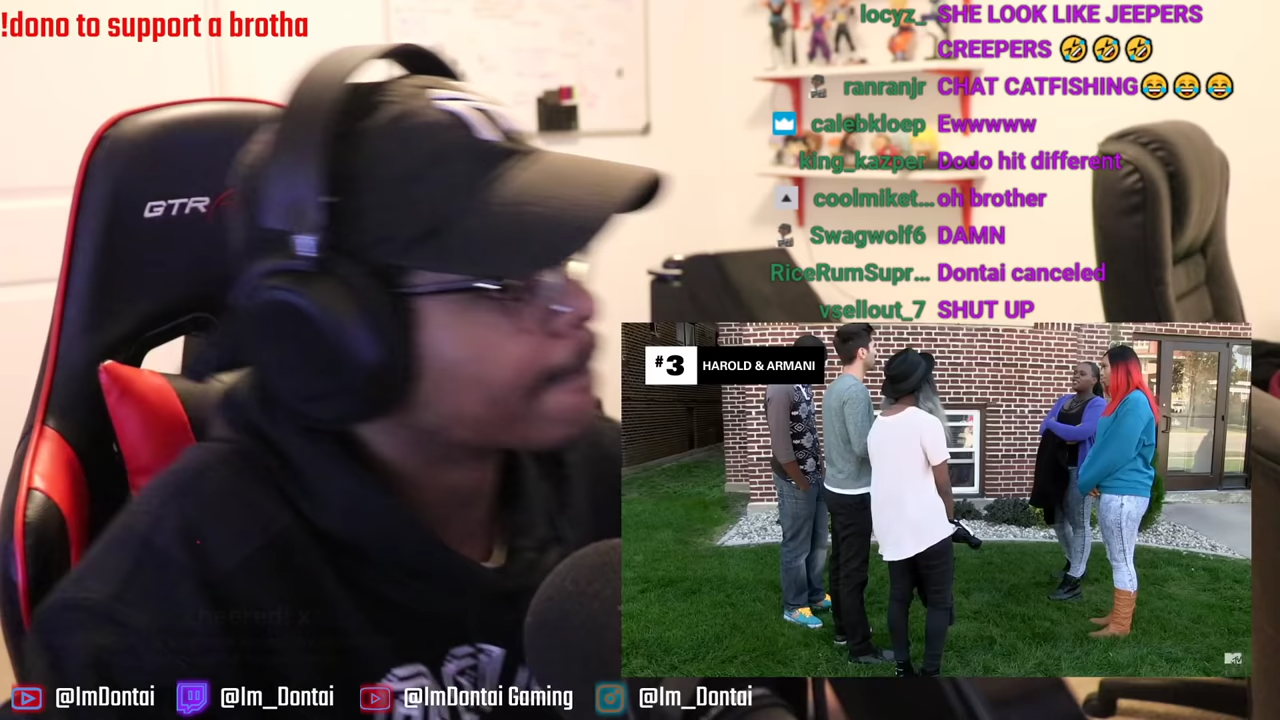 !dono to support a brotha
locyz_ SHE LOOK LIKE JEEPERS
CREEPERS 🤣🤣🤣
ranranjr CHAT CATFISHING😂😂😂
calebkloep Ewwwww
king_kazper Dodo hit different
coolmiket... oh brother
Swagwolf6 DAMN
RiceRumSupr... Dontai canceled
vsellout_7 SHUT UP
GTR
#3 HAROLD & ARMANI
@ImDontai @Im_Dontai @ImDontai Gaming @Im_Dontai